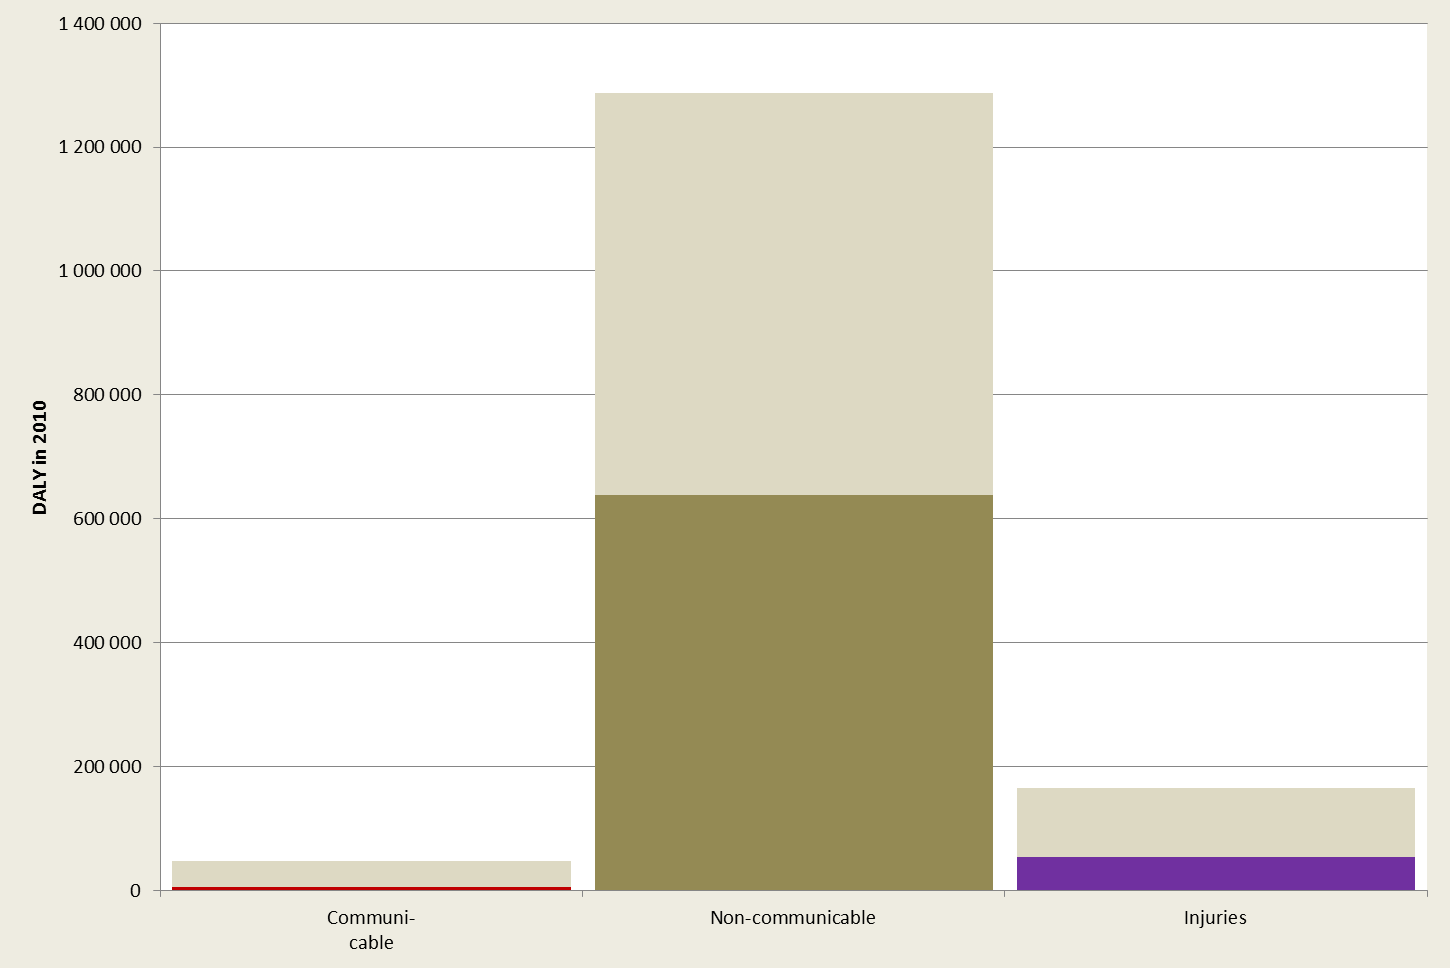 1 400 000
1 200 000
1 000 000
800 000
600 000
400 000
200 000
0
DALY in 2010
Communi-
cable
Non-communicable
Injuries